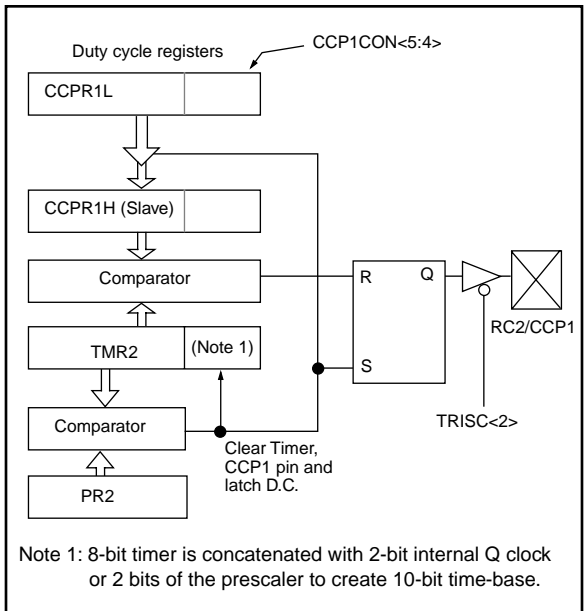 Duty cycle registers
CCP1CON<5:4>
CCPR1L
CCPR1H (Slave)
Comparator
R
Q
RC2/CCP1
TMR2
(Note 1)
S
TRISC<2>
Comparator
Clear Timer,
CCP1 pin and
latch D.C.
PR2
Note 1: 8-bit timer is concatenated with 2-bit internal Q clock
or 2 bits of the prescaler to create 10-bit time-base.